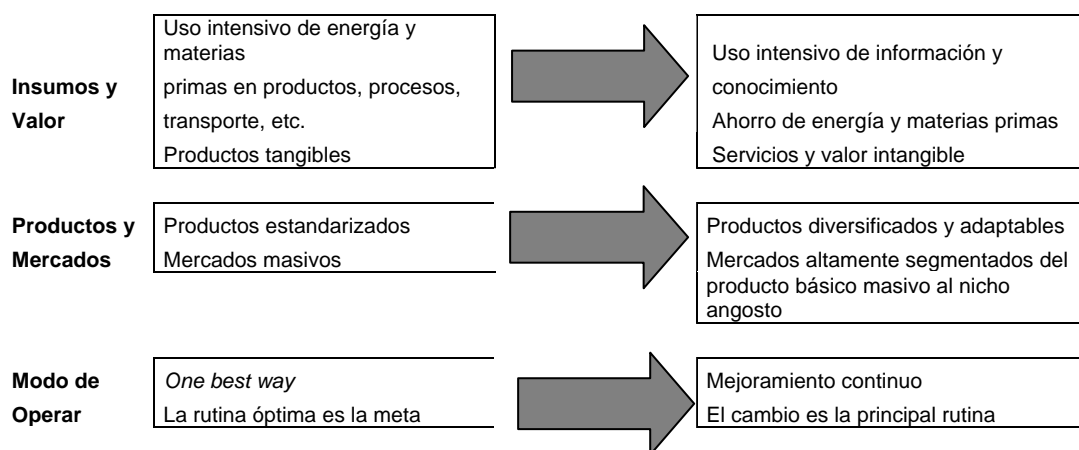 Insumos y
Valor
Uso intensivo de energía y
materias
primas en productos, procesos,
transporte, etc.
Productos tangibles
Uso intensivo de información y
conocimiento
Ahorro de energía y materias primas
Servicios y valor intangible
Productos y
Mercados
Productos estandarizados
Mercados masivos
Productos diversificados y adaptables
Mercados altamente segmentados del
producto básico masivo al nicho
angosto
Modo de
Operar
One best way
La rutina óptima es la meta
Mejoramiento continuo
El cambio es la principal rutina